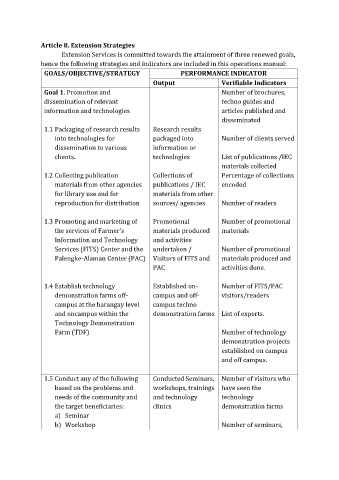 Article 8. Extension Strategies
Extension Services is committed towards the attainment of three renewed goals,
hence the following strategies and indicators are included in this operations manual:
GOALS/OBJECTIVE/STRATEGY
PERFORMANCE INDICATOR
Output
Verifiable Indicators
Goal 1. Promotion and
dissemination of relevant
information and technologies
Number of brochures,
techno guides and
articles published and
disseminated
1.1 Packaging of research results
into technologies for
dissemination to various
clients.
Research results
packaged into
information or
technologies
Number of clients served
List of publications /IEC
materials collected
1.2 Collecting publication
materials from other agencies
for library use and for
reproduction for distribution
Collections of
publications / IEC
materials from other
sources/ agencies
Percentage of collections
encoded
Number of readers
1.3 Promoting and marketing of
the services of Farmer's
Information and Technology
Services (FITS) Center and the
Palengke-Alaman Center (PAC)
Promotional
materials produced
and activities
undertaken /
Visitors of FITS and
PAC
Number of promotional
materials
Number of promotional
materials produced and
activities done.
1.4 Establish technology
demonstration farms off-
campus at the barangay level
and oncampus within the
Technology Demonstration
Farm (TDF)
Established on-
campus and off-
campus techno
demonstration farms
Number of FITS/PAC
visitors/readers
List of experts.
Number of technology
demonstration projects
established on campus
and off campus.
1.5 Conduct any of the following
based on the problems and
needs of the community and
the target beneficiaries:
a) Seminar
b) Workshop
Conducted Seminars,
workshops, trainings
and technology
clinics
Number of visitors who
have seen the
technology
demonstration farms
Number of seminars,